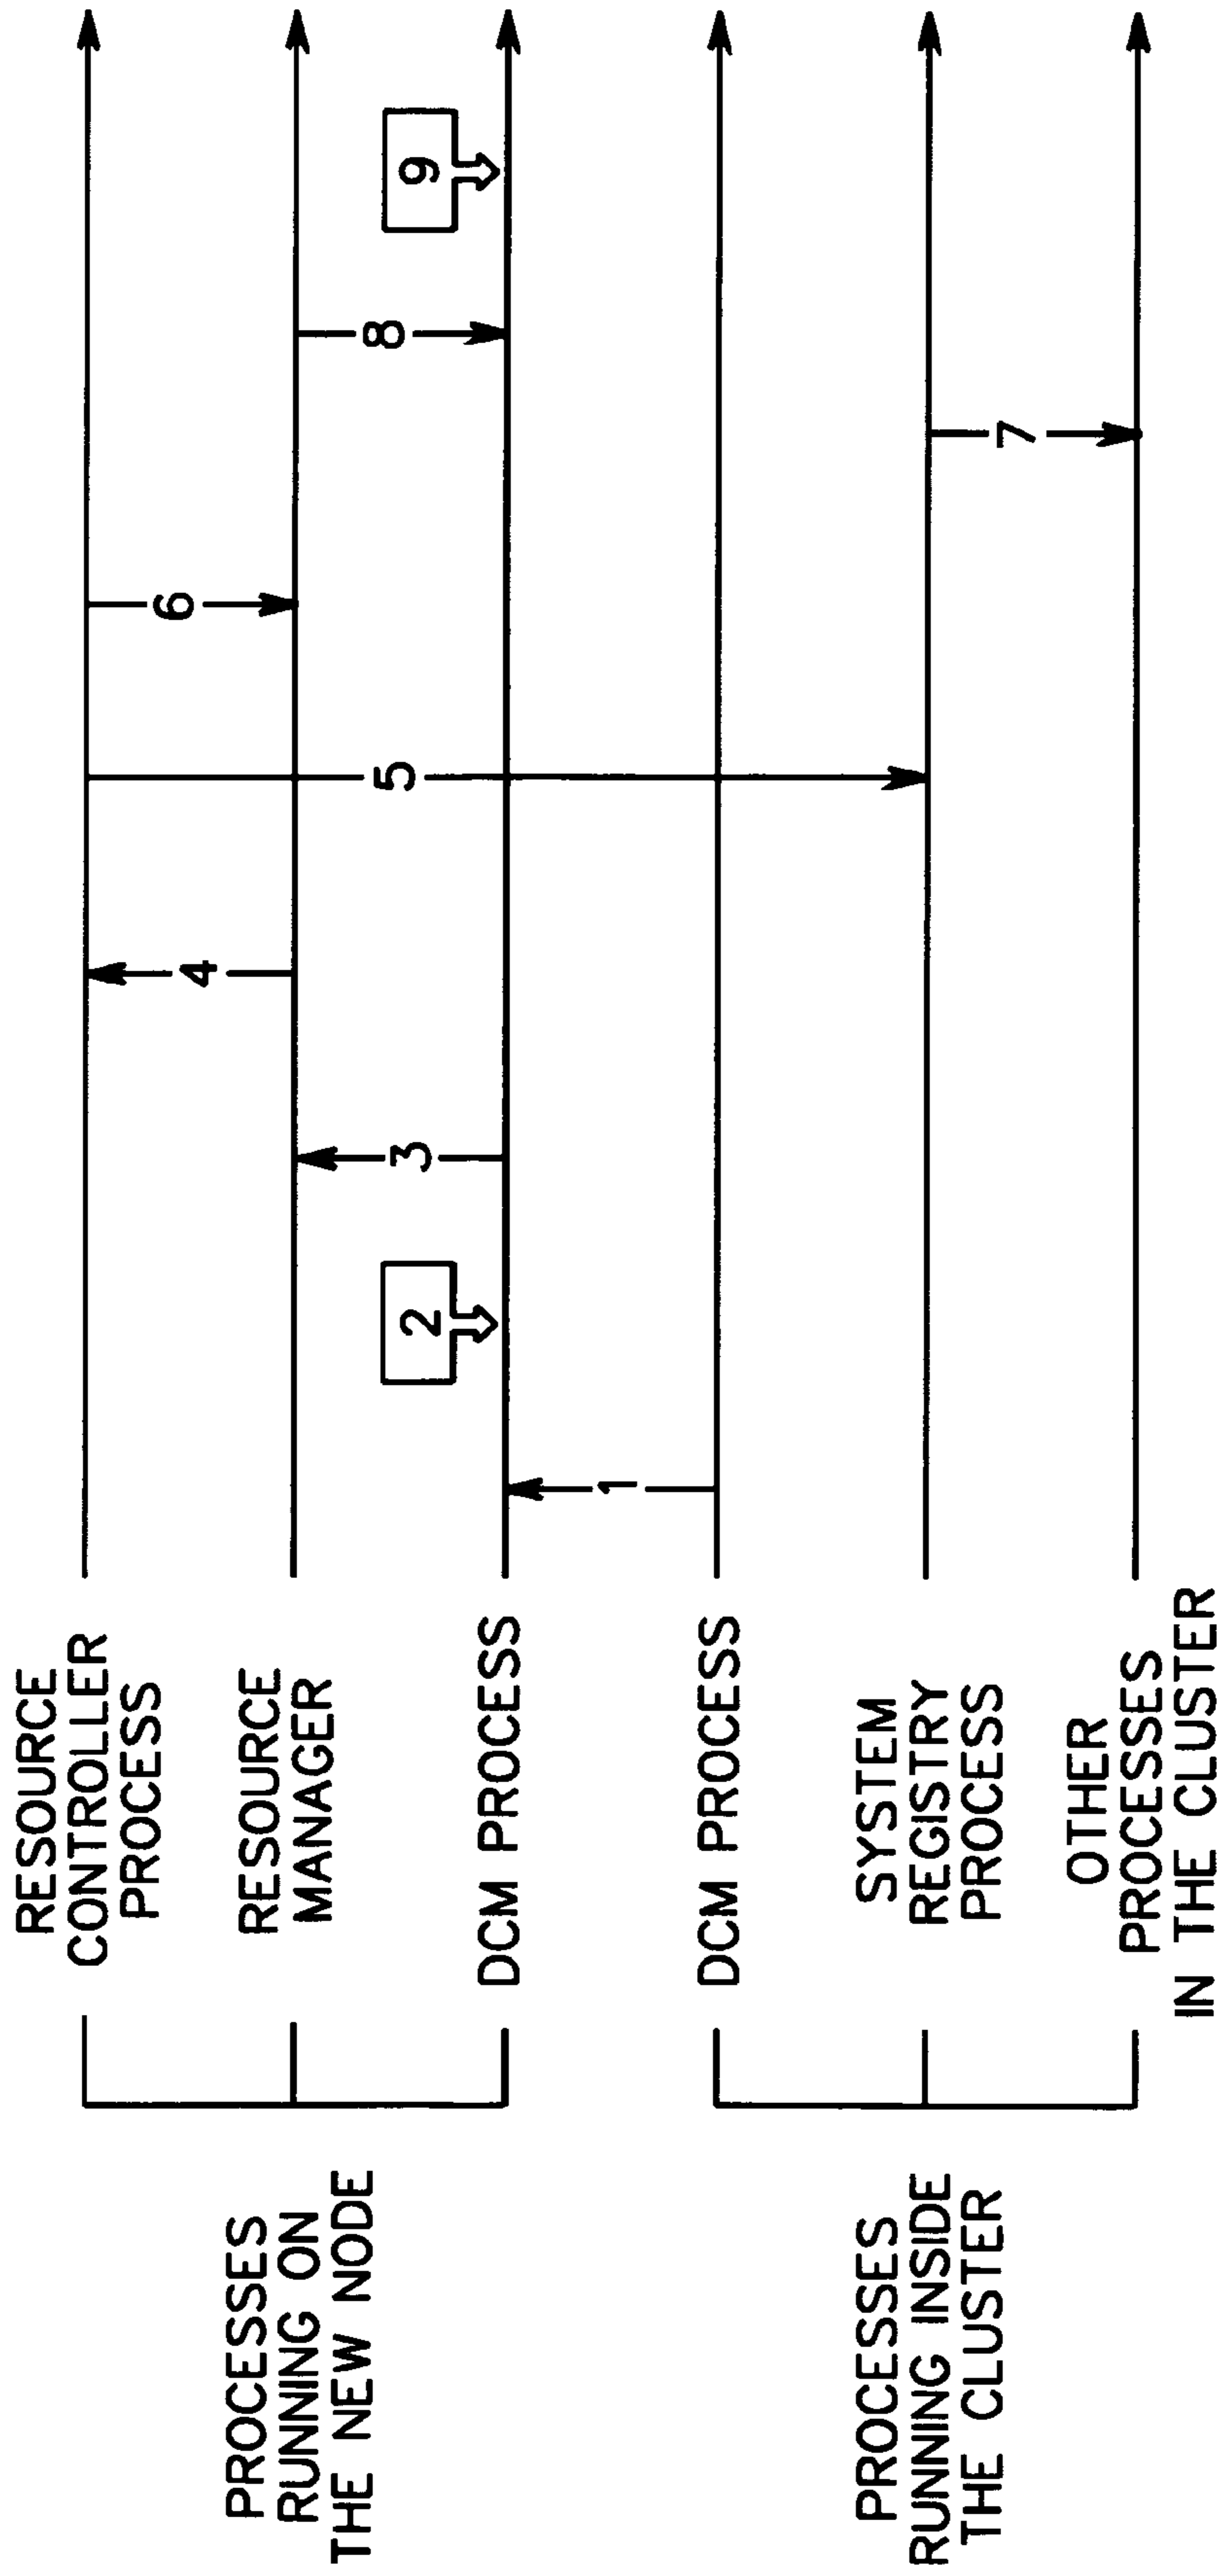 PROCESSES
RUNNING ON
THE NEW NODE
RESOURCE
CONTROLLER
PROCESS
RESOURCE
MANAGER
DCM PROCESS
PROCESSES
RUNNING INSIDE
THE CLUSTER
DCM PROCESS
SYSTEM
REGISTRY
PROCESS
OTHER
PROCESSES
IN THE CLUSTER
1
2
3
4
5
6
7
8
9